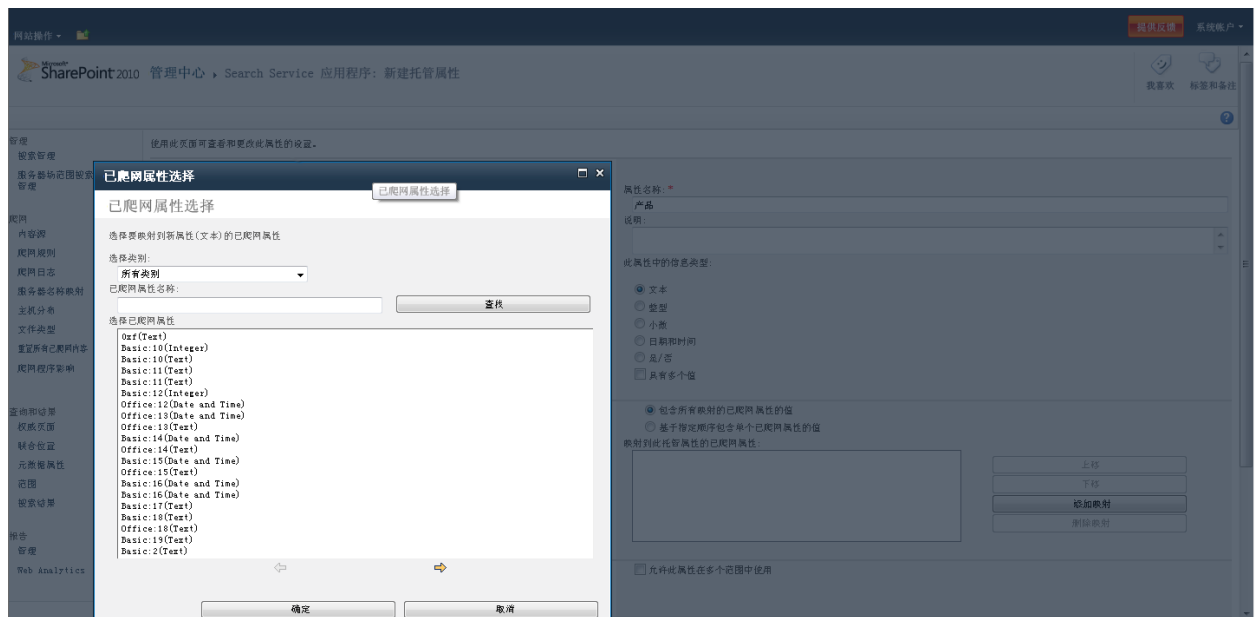 网站操作
提供反馈
系统帐户
Microsoft
SharePoint 2010 管理中心 Search Service 应用程序: 新建托管属性
我喜欢
标签和备注
管理
搜索管理
服务器场范围搜索
管理
爬网
内容源
爬网规则
爬网日志
服务器名称映射
主机分布
文件类型
重置所有已爬网内容
爬网程序影响
查询和结果
权威页面
联合位置
元数据属性
范围
搜索结果
报告
管理
Web Analytics
使用此页面可查看和更改此属性的设置。
已爬网属性选择
已爬网属性选择
已爬网属性选择
选择要映射到新属性(文本)的已爬网属性
选择类别:
所有类别
已爬网属性名称:
查找
选择已爬网属性
0xf(Text)
Basic:10(Integer)
Basic:10(Text)
Basic:11(Text)
Basic:11(Text)
Basic:12(Integer)
Office:12(Date and Time)
Office:13(Date and Time)
Office:13(Text)
Basic:14(Date and Time)
Office:14(Text)
Basic:15(Date and Time)
Office:15(Text)
Basic:16(Date and Time)
Basic:16(Date and Time)
Basic:17(Text)
Basic:18(Text)
Office:18(Text)
Basic:19(Text)
Basic:2(Text)
确定
取消
属性名称: *
产品
说明:
此属性中的信息类型:
文本
整型
小数
日期和时间
是/否
具有多个值
包含所有映射的已爬网属性的值
基于指定顺序包含单个已爬网属性的值
映射到此托管属性的已爬网属性:
上移
下移
添加映射
删除映射
允许此属性在多个范围中使用